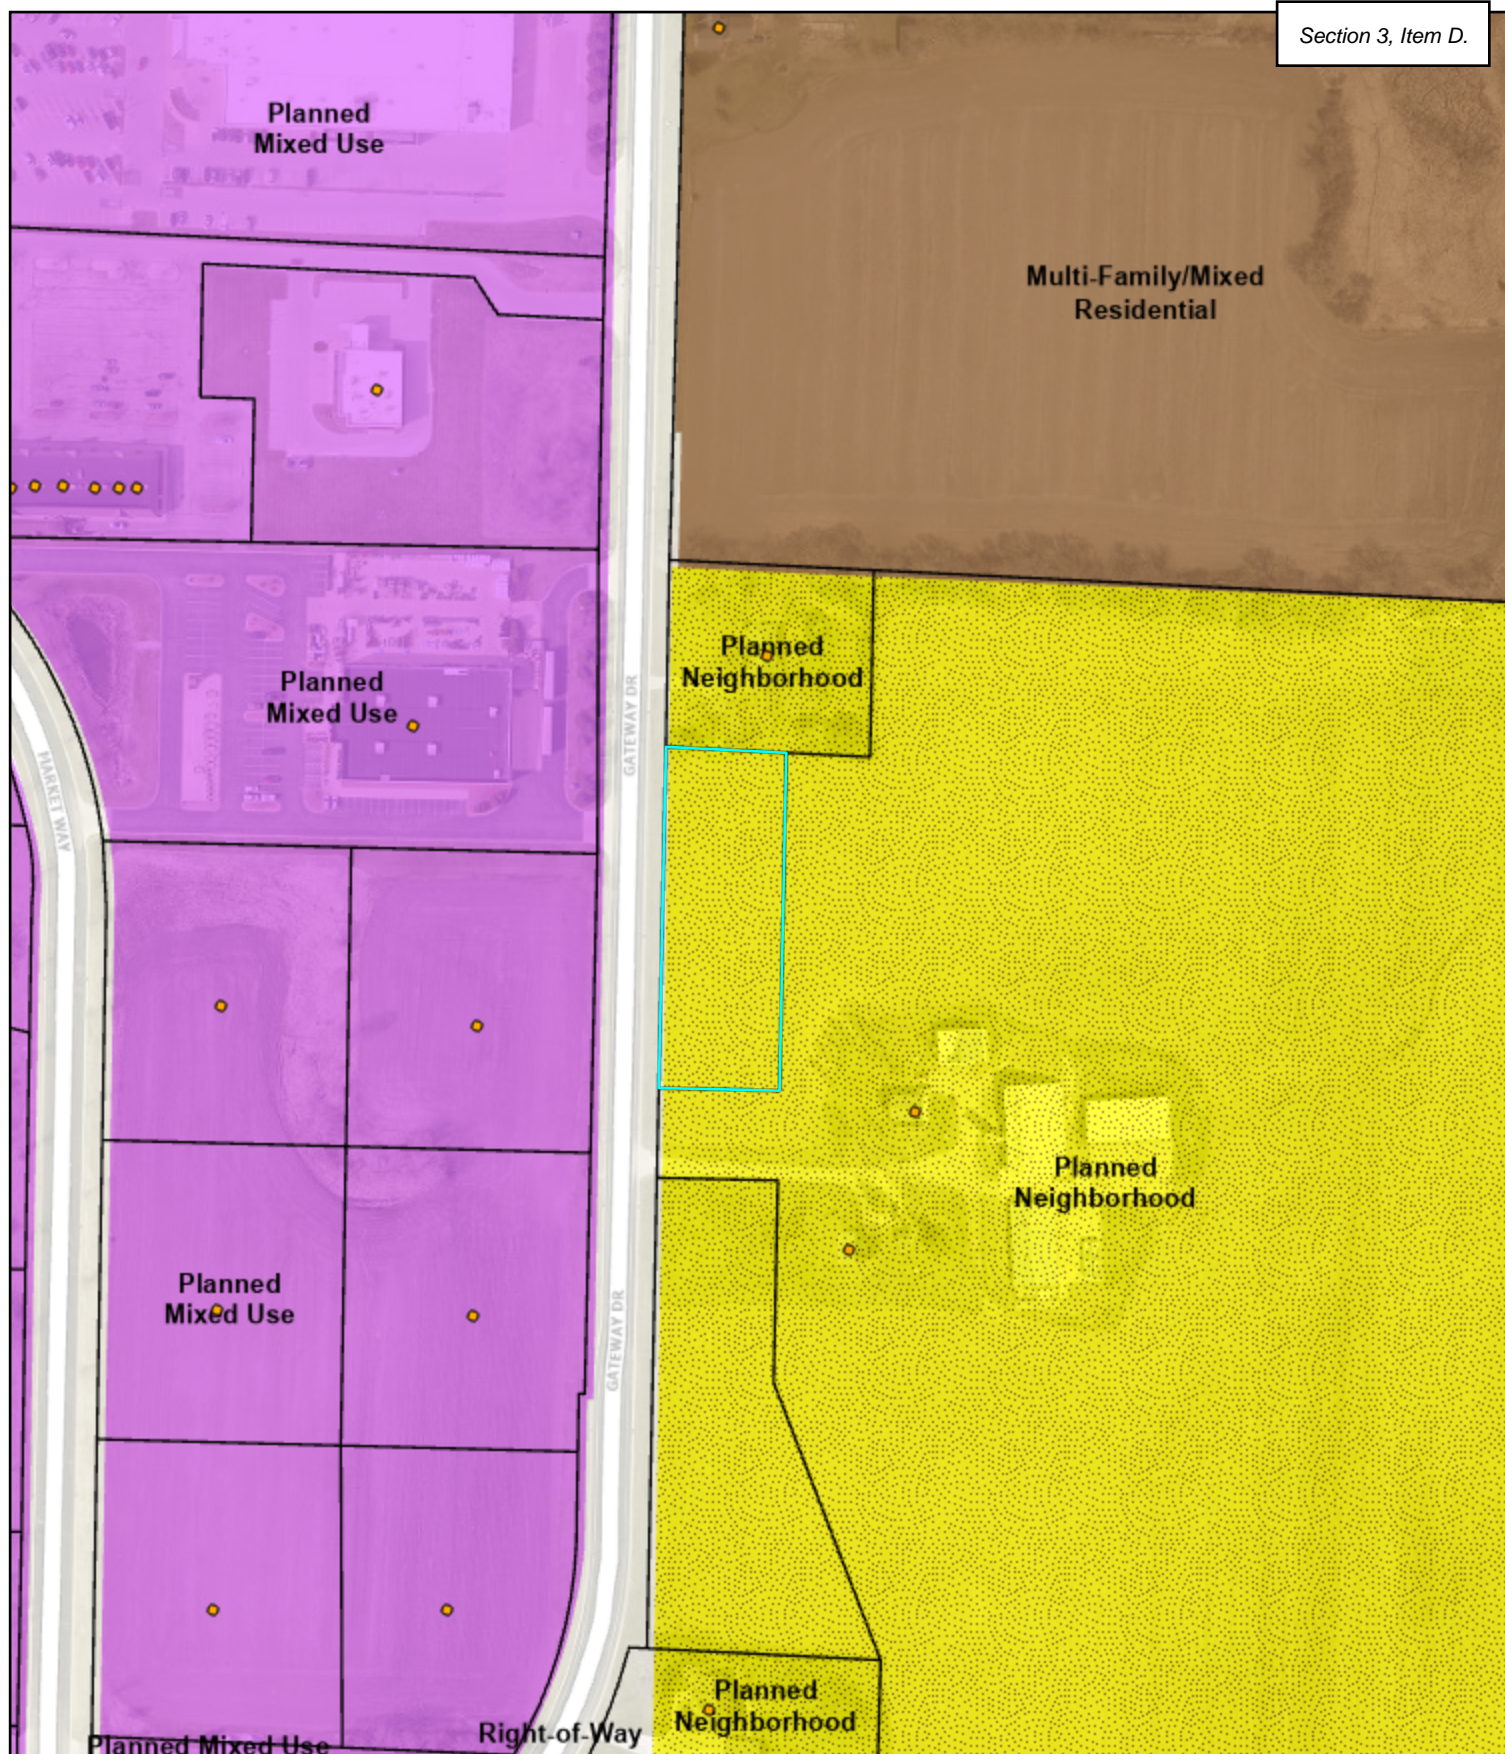 Section 3, Item D.
Planned
Mixed Use
Multi-Family/Mixed
Residential
Planned
Neighborhood
Planned
Mixed Use
GATEWAY DR
MARKET WAY
Planned
Neighborhood
Planned
Mixed Use
GATEWAY DR
Planned
Neighborhood
Right-of-Way
Planned Mixed Use